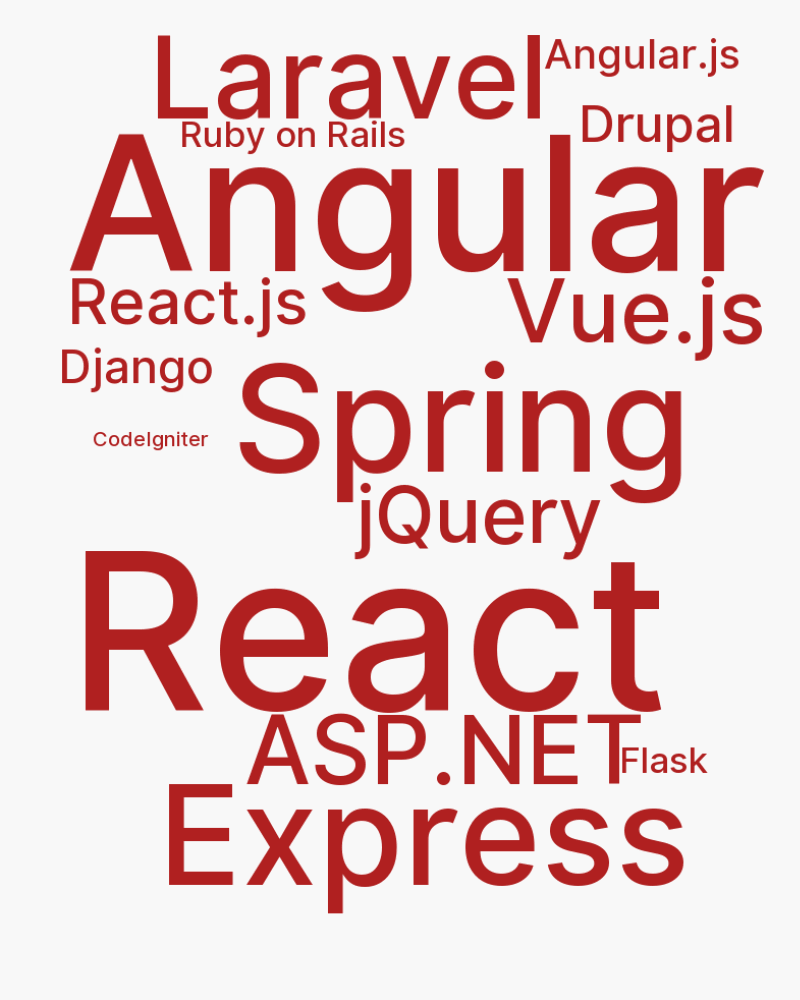 Laravel
Angular.js
Drupal
Ruby on Rails
Angular
React.js
Vue.js
Django
Spring
CodeIgniter
jQuery
React
ASP.NET
Flask
Express